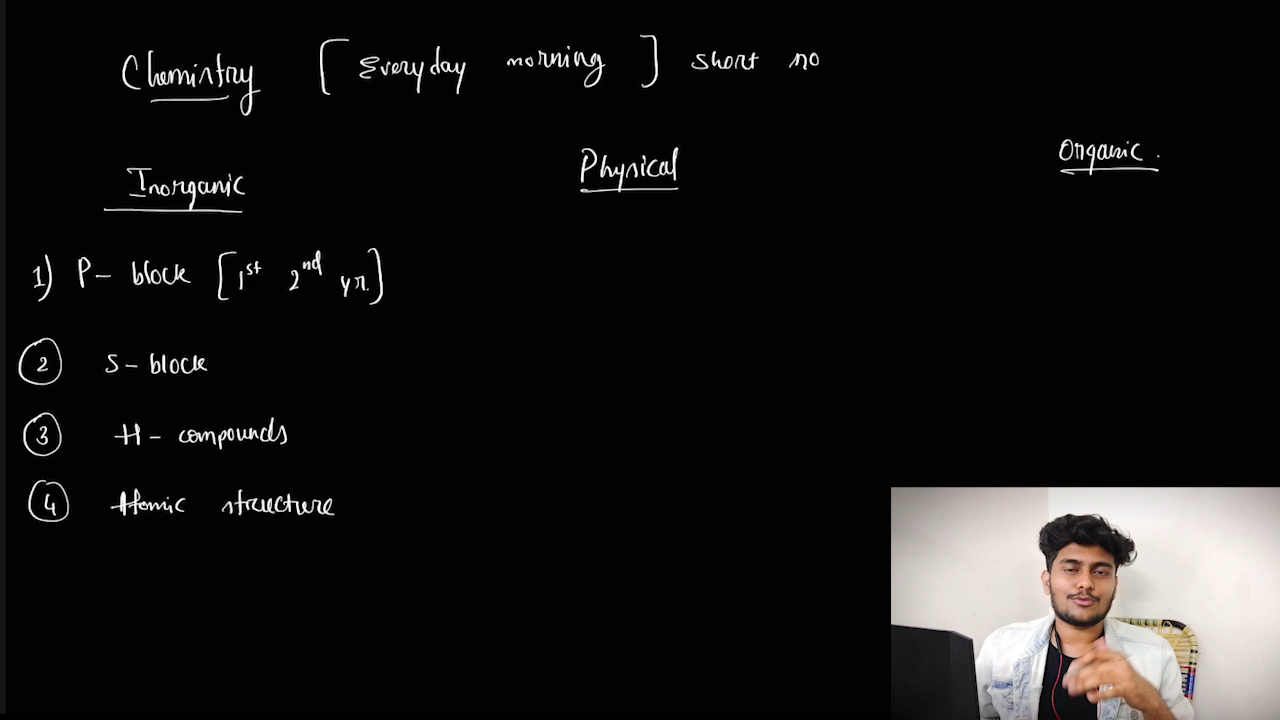 Chemistry [Everyday morning] short no
Inorganic
Physical
Organic.
1) P- block [1st 2nd yr.]
2 S- block
3 H- compounds
4 Atomic structure